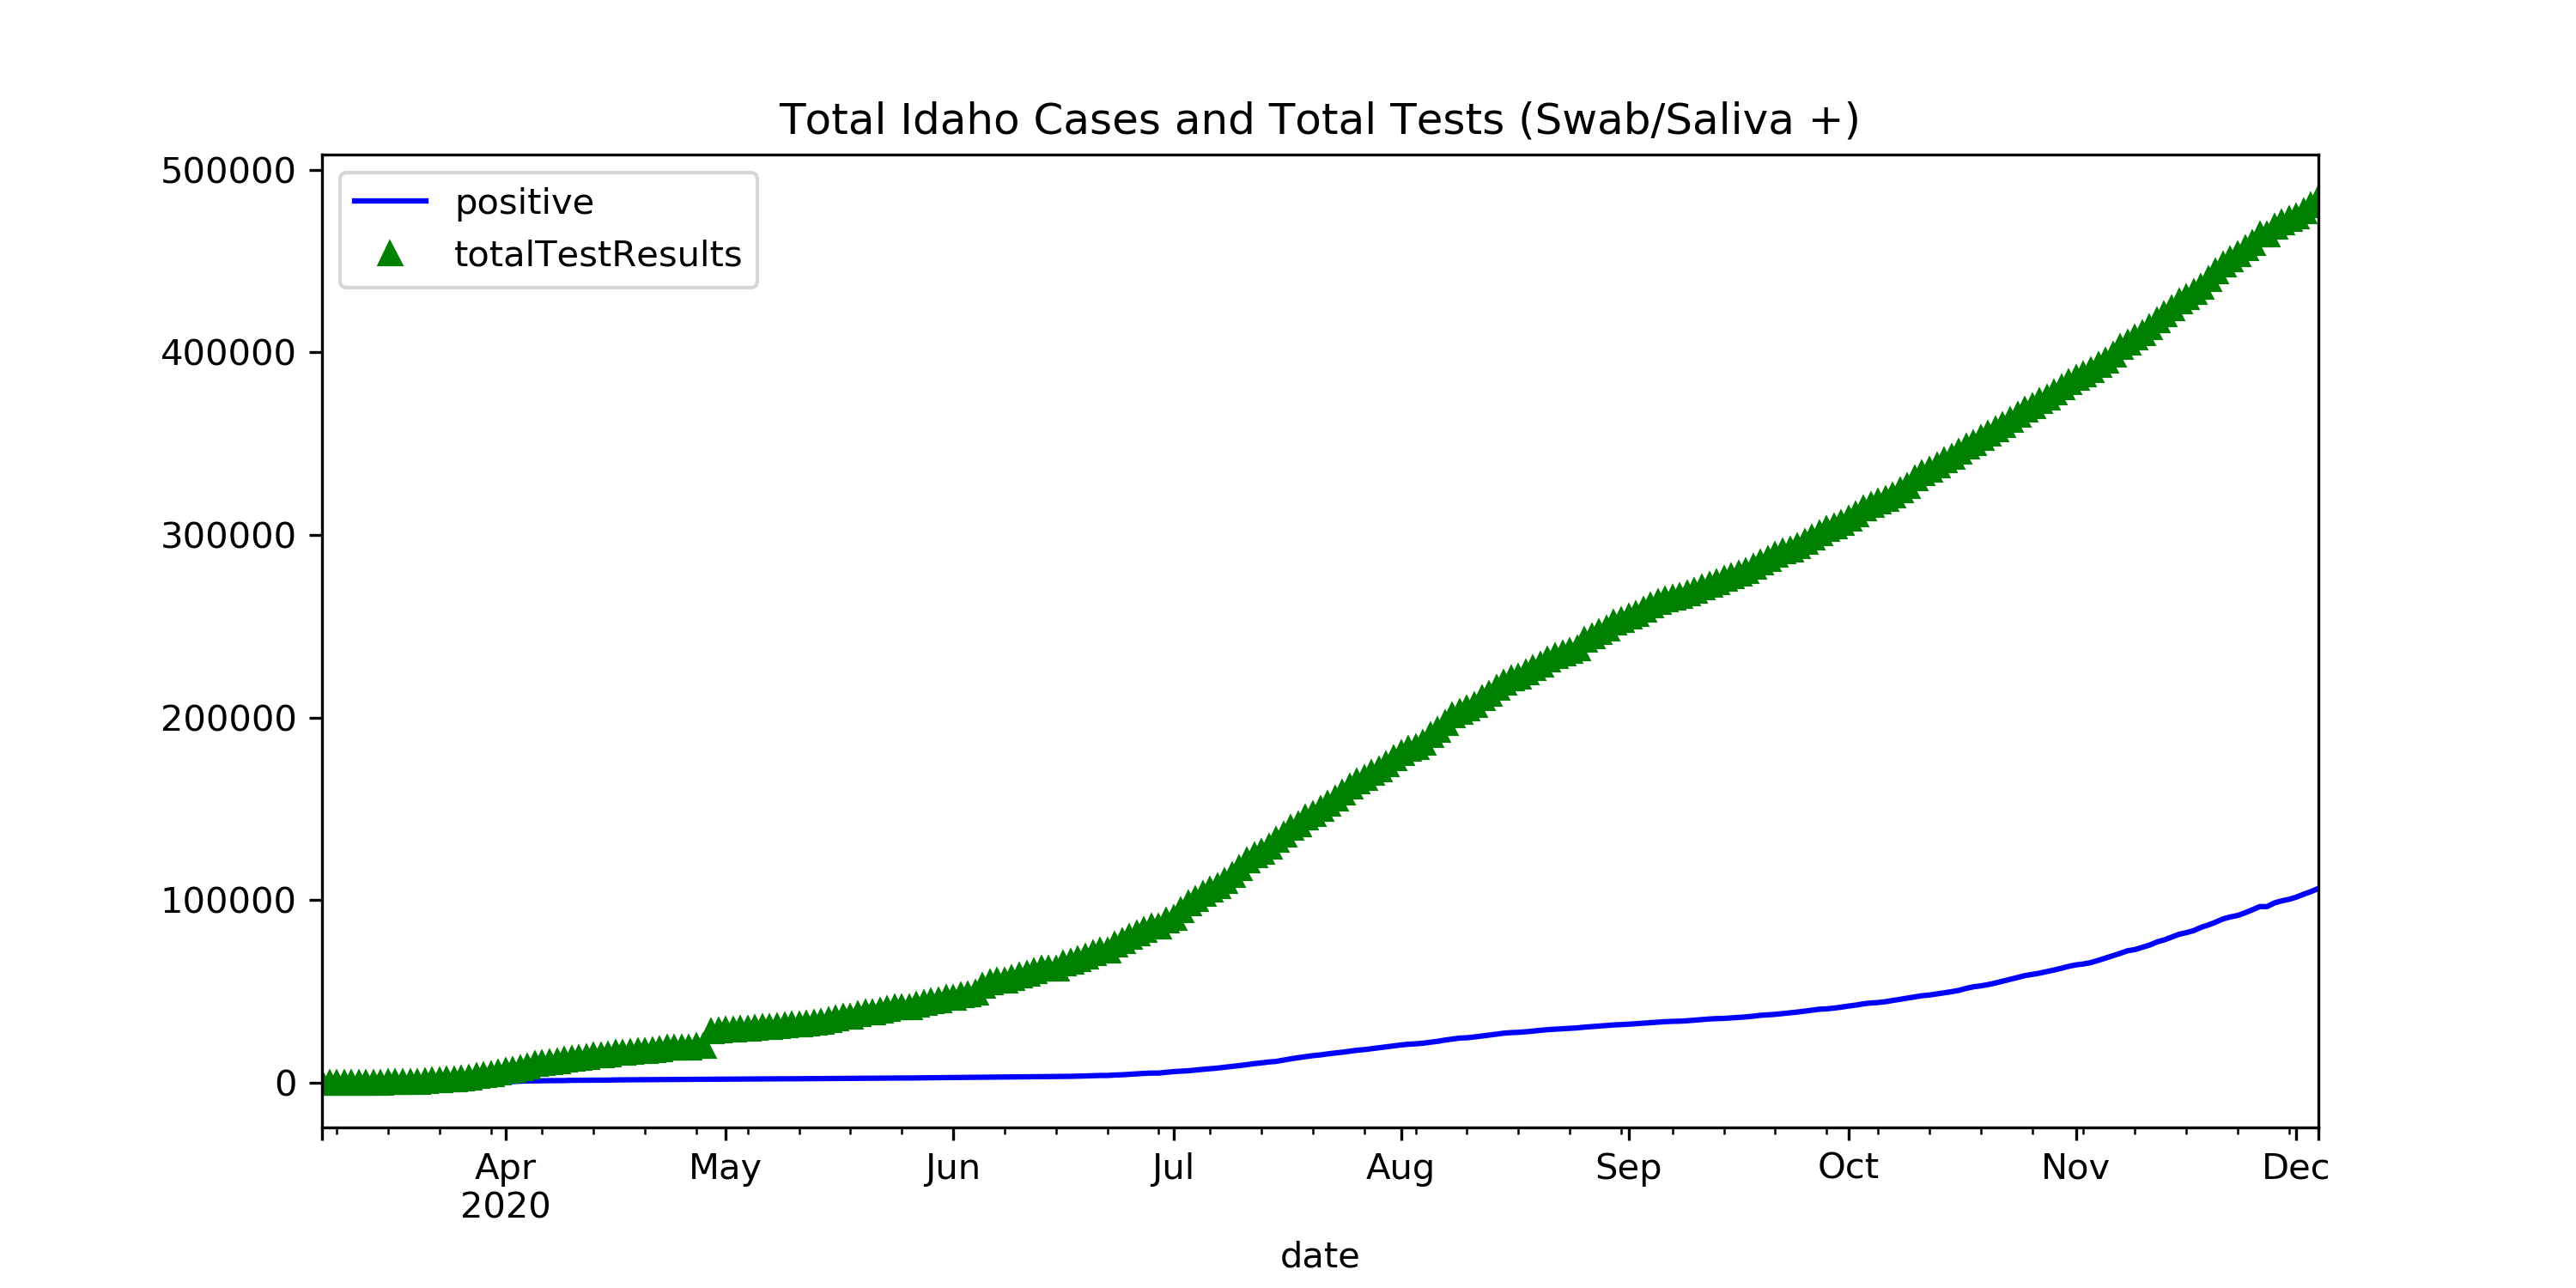 Total Idaho Cases and Total Tests (Swab/Saliva +)
500000
400000
300000
200000
100000
0
positive
totalTestResults
Apr May Jun Jul Aug Sep Oct Nov Dec
2020
date